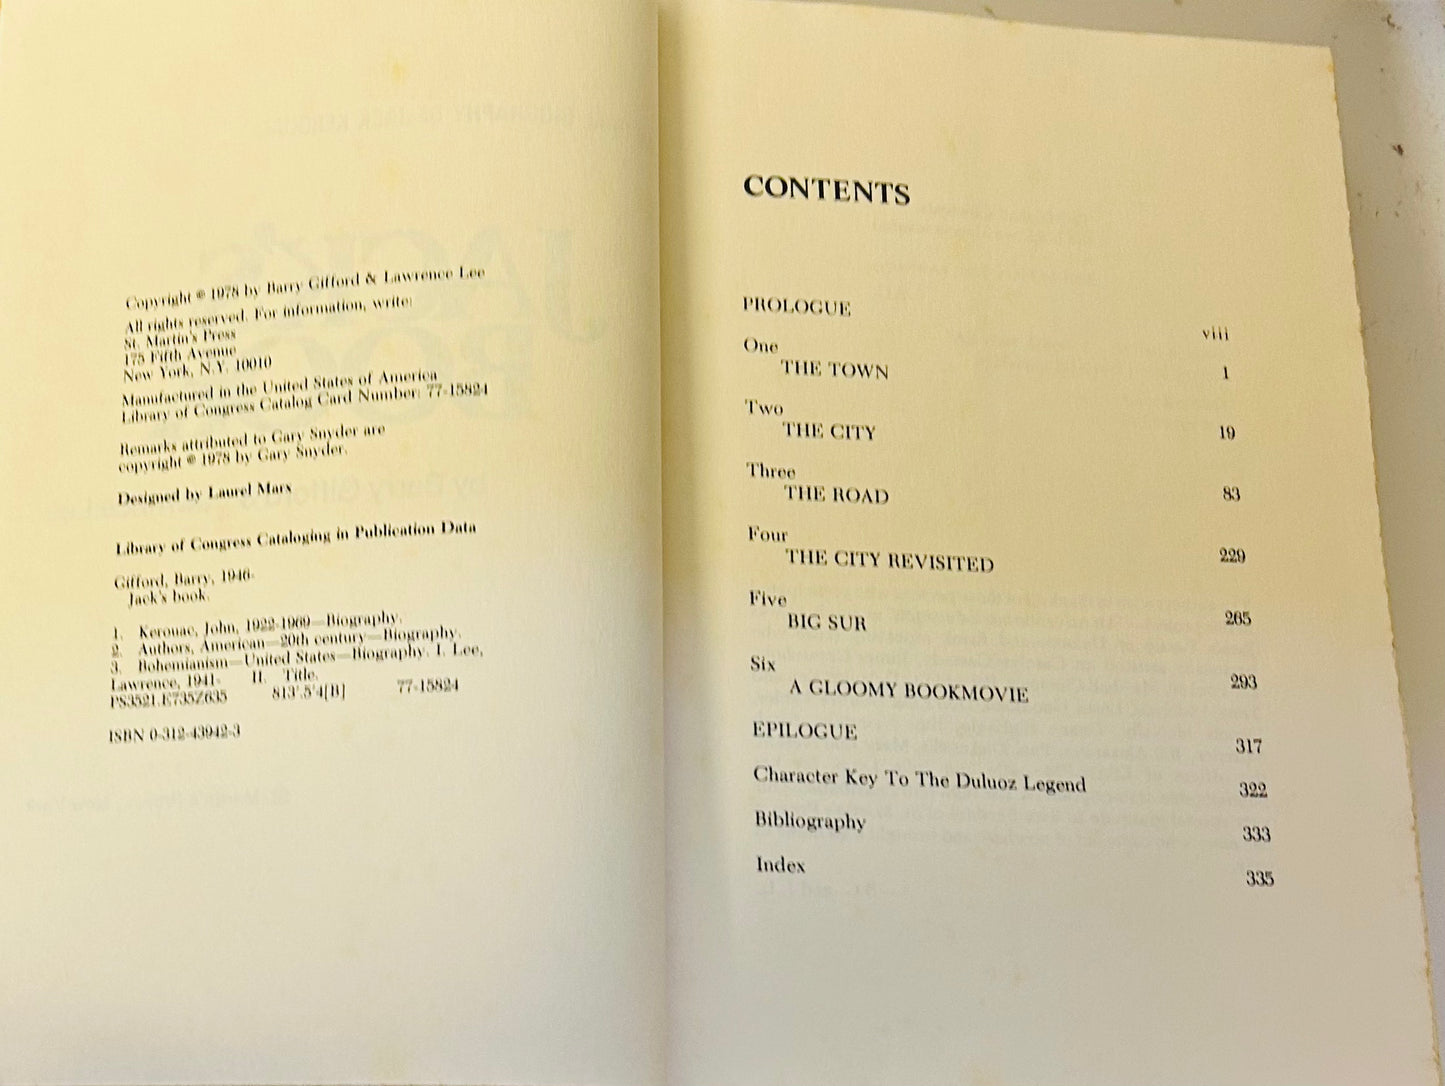 Copyright © 1978 by Barry Gifford & Lawrence Lee
All rights reserved. For information, write:
St. Martin's Press
175 Fifth Avenue
New York, N.Y. 10010
Manufactured in the United States of America
Library of Congress Catalog Card Number: 77-15824
Remarks attributed to Gary Snyder are
copyright © 1978 by Gary Snyder.
Designed by Laurel Marx
Library of Congress Cataloging in Publication Data
Gifford, Barry, 1946-
Jack's book.
1. Kerouac, John, 1922-1969—Biography.
2. Authors, American—20th century—Biography.
3. Bohemianism—United States—Biography. I. Lee,
Lawrence, 1941- II. Title.
PS3521.E735Z635 813'.5'4[B] 77-15824
ISBN 0-312-43942-3
CONTENTS
PROLOGUE viii
One
THE TOWN 1
Two
THE CITY 19
Three
THE ROAD 83
Four
THE CITY REVISITED 229
Five
BIG SUR 265
Six
A GLOOMY BOOKMOVIE 293
EPILOGUE 317
Character Key To The Duluoz Legend 322
Bibliography 333
Index 335